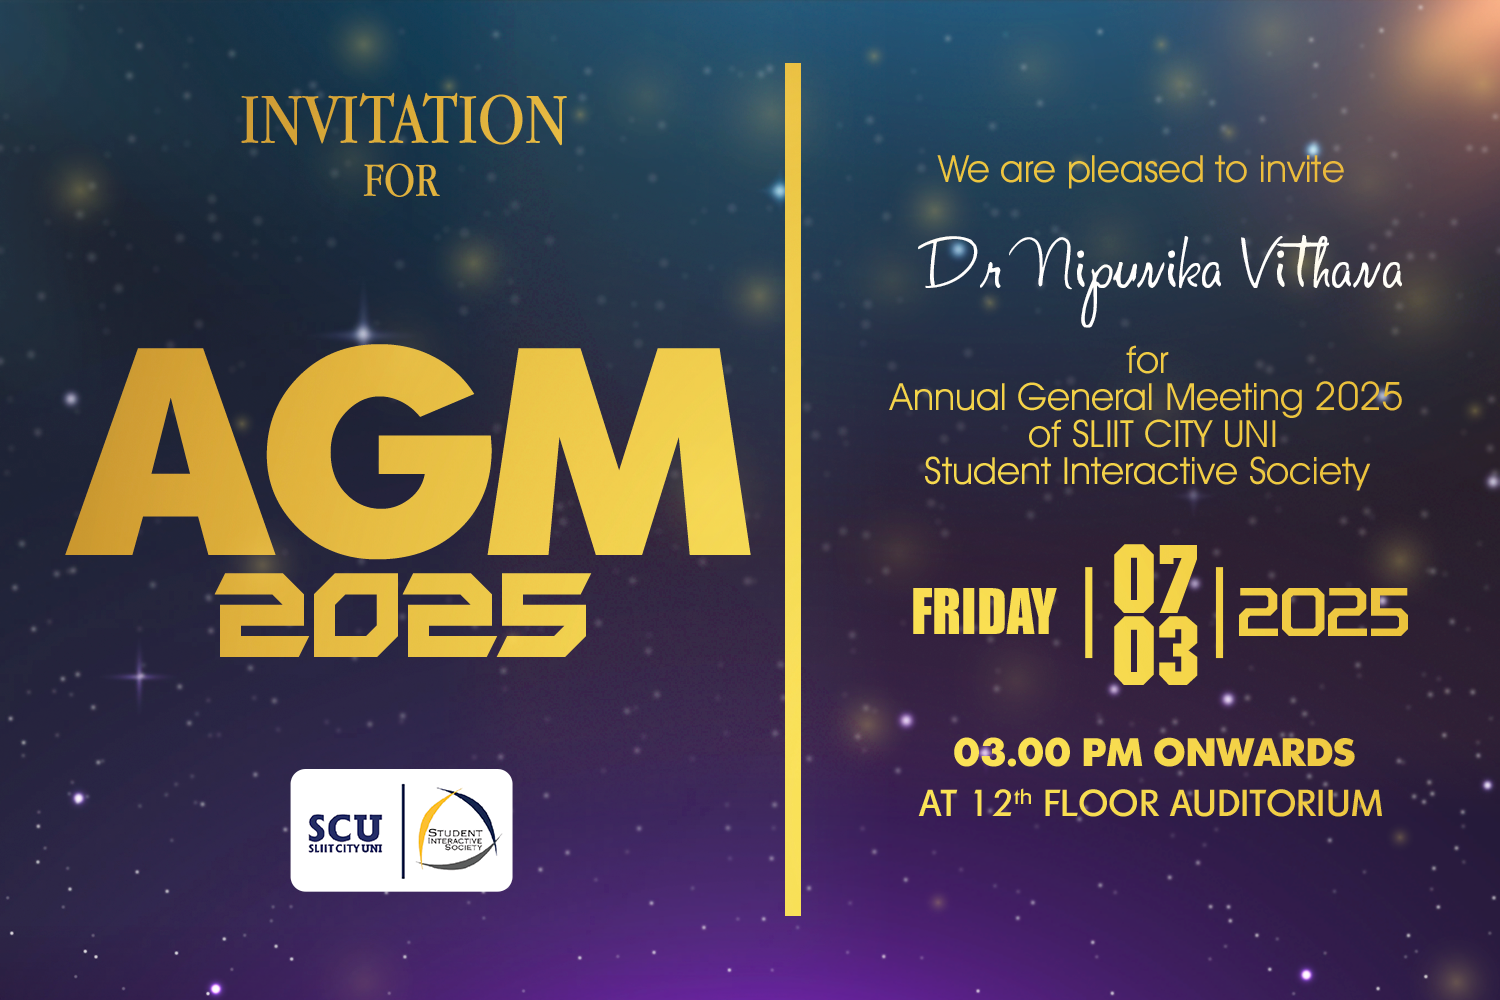 INVITATION
FOR
AGM
2025
SCU
SLIIT CITY UNI
STUDENT
INTERACTIVE
SOCIETY
We are pleased to invite
Dr Nipunika Vithana
for
Annual General Meeting 2025
of SLIIT CITY UNI
Student Interactive Society
FRIDAY | 07 03 | 2025
03.00 PM ONWARDS
AT 12th FLOOR AUDITORIUM